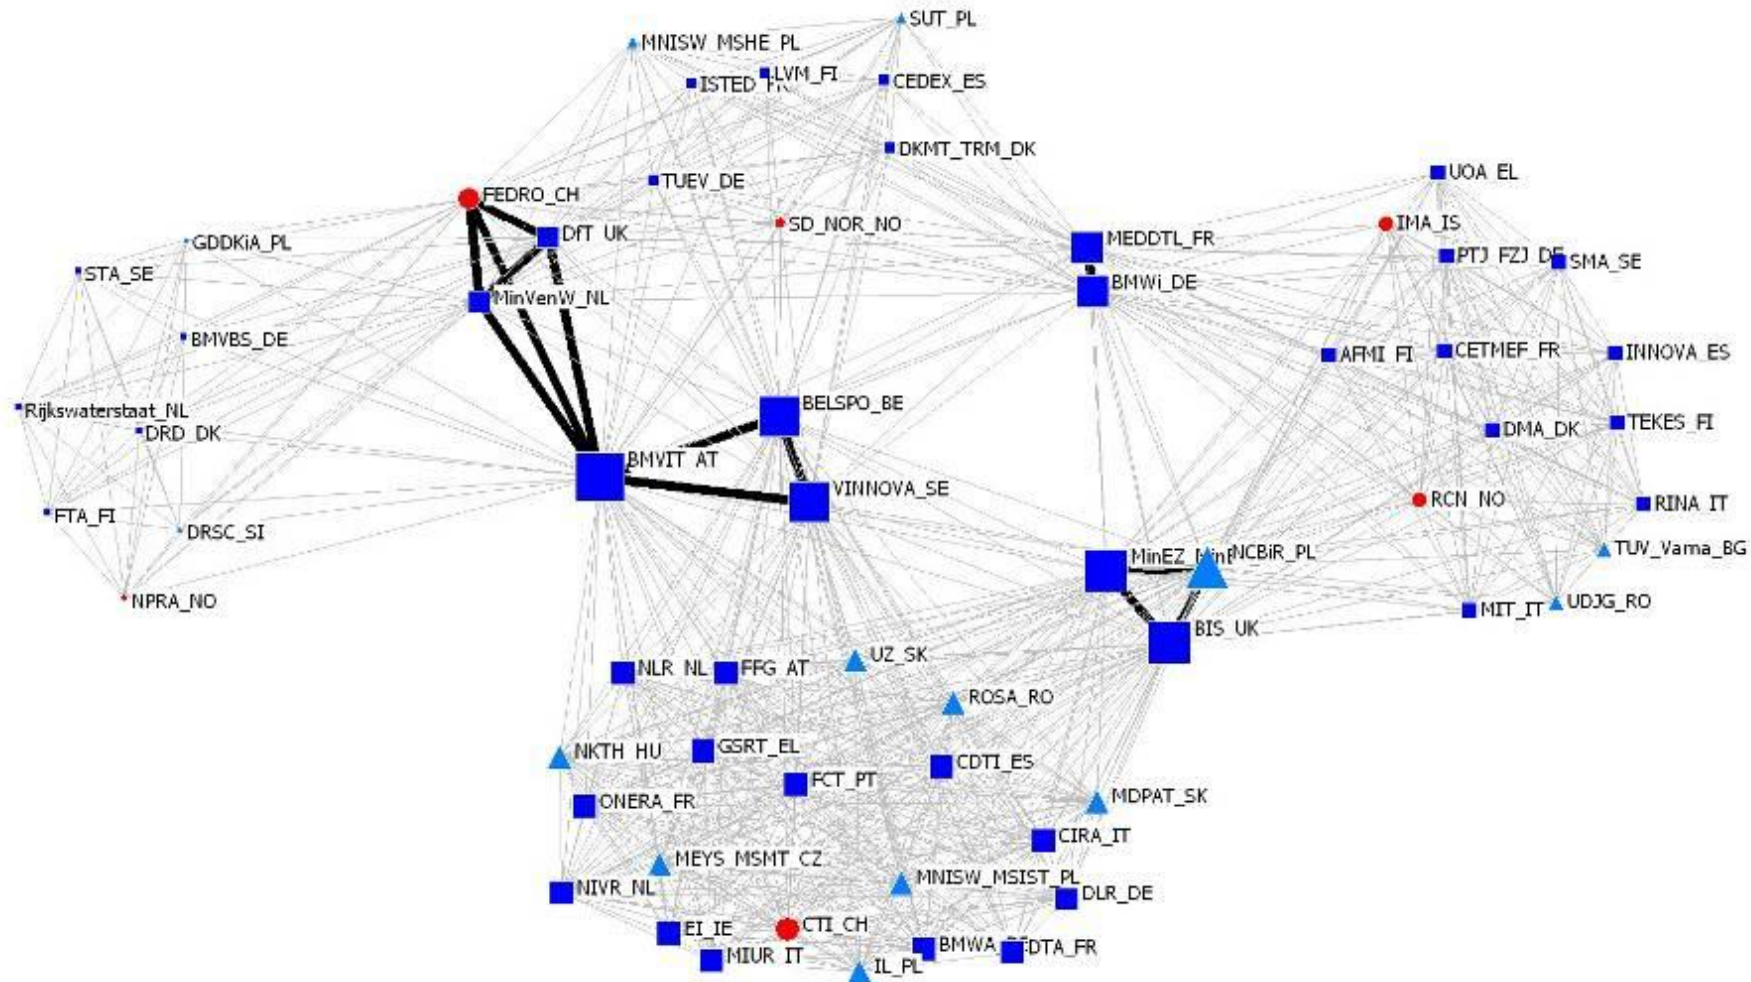 SUT_PL
MNISW_MSHE_PL
LVM_FI
ISTED
CEDEX_ES
DKMT_TRM_DK
UOA_EL
TUEV_DE
FEDRO_CH
SD_NOR_NO
IMA_IS
DfT_UK
MEDDTL_FR
GDDKiA_PL
PTJ_FZJ_DE
SMA_SE
STA_SE
BMWi_DE
MinVenW_NL
BMVBS_DE
AFMI_FI
CETMEF_FR
INNOVA_ES
BELSPO_BE
Rijkswaterstaat_NL
TEKES_FI
DRD_DK
DMA_DK
BMVIT_AT
VINNOVA_SE
RCN_NO
RINA_IT
FTA_FI
DRSC_SI
TUV_Varna_BG
NCBiR_PL
NPRA_NO
UDJG_RO
MIT_IT
BIS_UK
UZ_SK
NLR_NL
FFG_AT
ROSA_RO
GSRT_EL
NKTH_HU
CDTI_ES
FCT_PT
MDPAT_SK
ONERA_FR
CIRA_IT
MEYS_MSMT_CZ
MNISW_MSIST_PL
NIVR_NL
DLR_DE
CTI_CH
EI_IE
BMWA_DE
DTA_FR
MIUR_IT
IL_PL